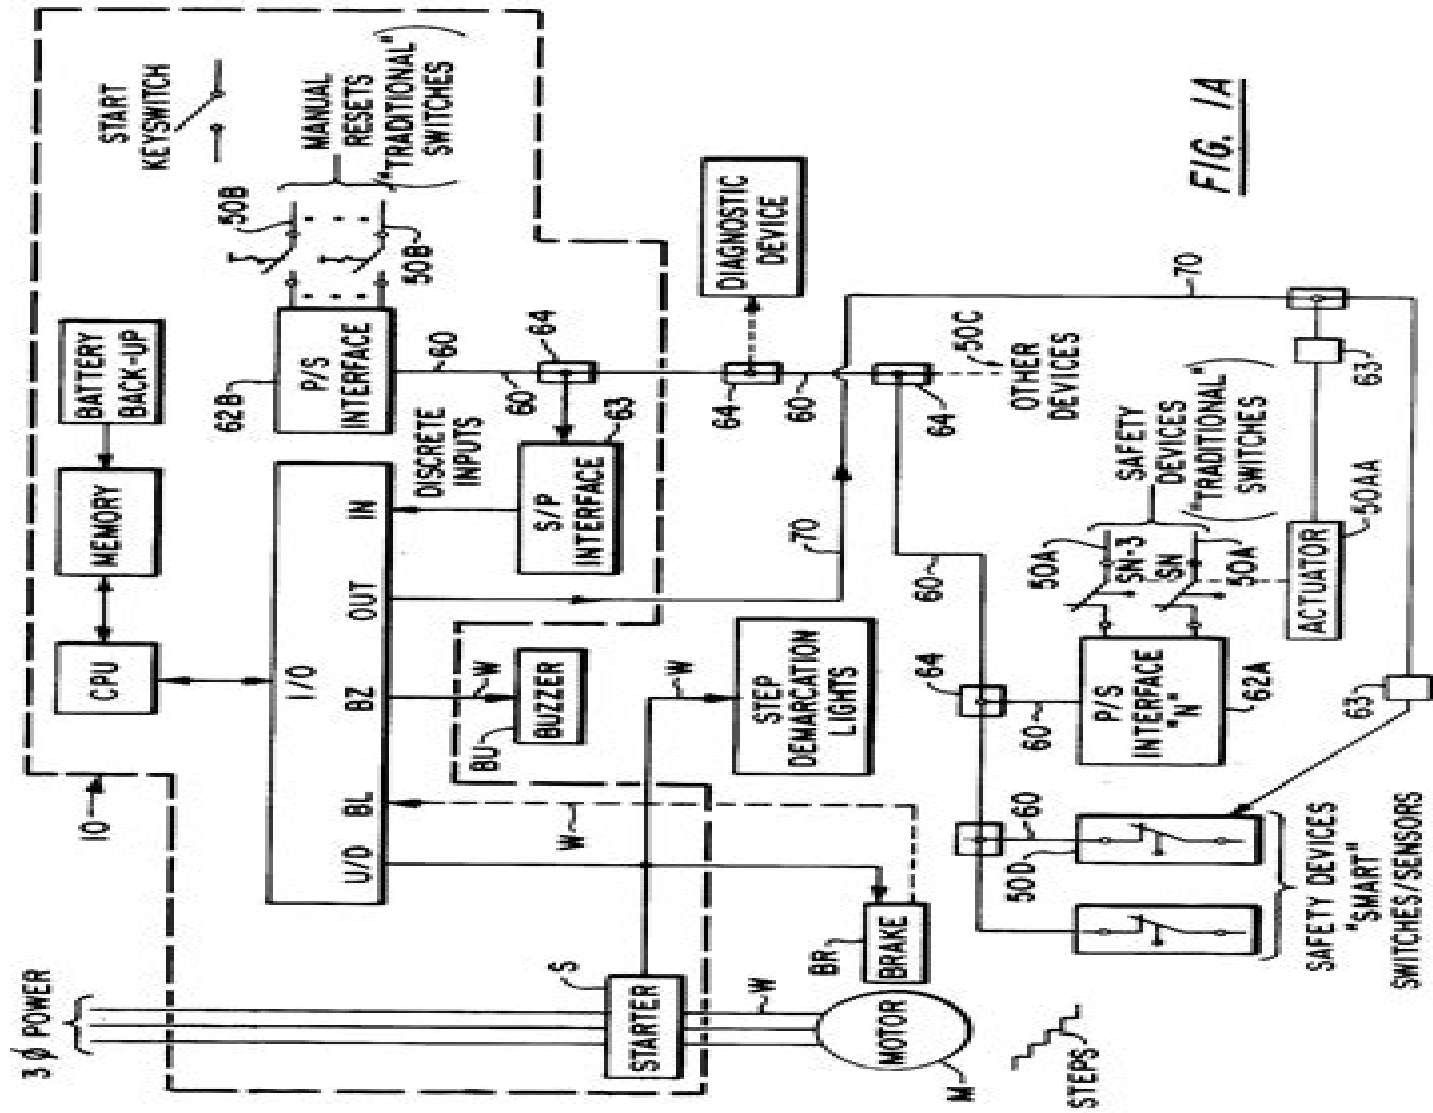 3 Ø POWER
10
START
KEYSWITCH
BATTERY
BACK-UP
MEMORY
CPU
MANUAL
RESETS
"TRADITIONAL"
SWITCHES
50B
50B
62B
P/S
INTERFACE
60
I/O
U/D
BL
BZ
OUT
IN
DISCRETE
INPUTS
64
60
S/P
INTERFACE
63
BU
BUZZER
W
S
STARTER
W
W
STEP
DEMARCATION
LIGHTS
W
BR
BRAKE
MOTOR
M
STEPS
DIAGNOSTIC
DEVICE
64
60
70
64
50C
OTHER
DEVICES
70
60
64
60
P/S
INTERFACE
"N"
62A
50A
SN-3
SN
50A
SAFETY
DEVICES
"TRADITIONAL"
SWITCHES
ACTUATOR
50AA
63
63
50D
60
SAFETY DEVICES
"SMART"
SWITCHES/SENSORS
FIG. 1A